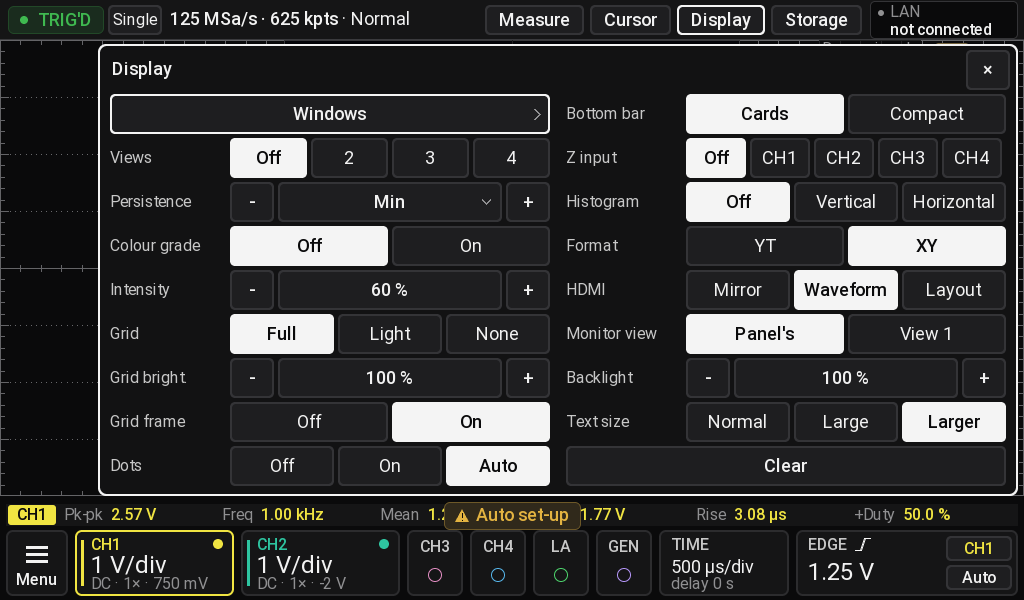 TRIG'D Single 125 MSa/s · 625 kpts · Normal Measure Cursor Display Storage LAN not connected
Display ×
Windows Bottom bar Cards Compact
Views Off 2 3 4 Z input Off CH1 CH2 CH3 CH4
Persistence - Min + Histogram Off Vertical Horizontal
Colour grade Off On Format YT XY
Intensity - 60 % + HDMI Mirror Waveform Layout
Grid Full Light None Monitor view Panel's View 1
Grid bright - 100 % + Backlight - 100 % +
Grid frame Off On Text size Normal Large Larger
Dots Off On Auto Clear
CH1 Pk-pk 2.57 V Freq 1.00 kHz Mean Auto set-up 1.77 V Rise 3.08 µs +Duty 50.0 %
Menu
CH1
1 V/div
DC · 1× · 750 mV
CH2
1 V/div
DC · 1× · -2 V
CH3
CH4
LA
GEN
TIME
500 µs/div
delay 0 s
EDGE
1.25 V
CH1
Auto